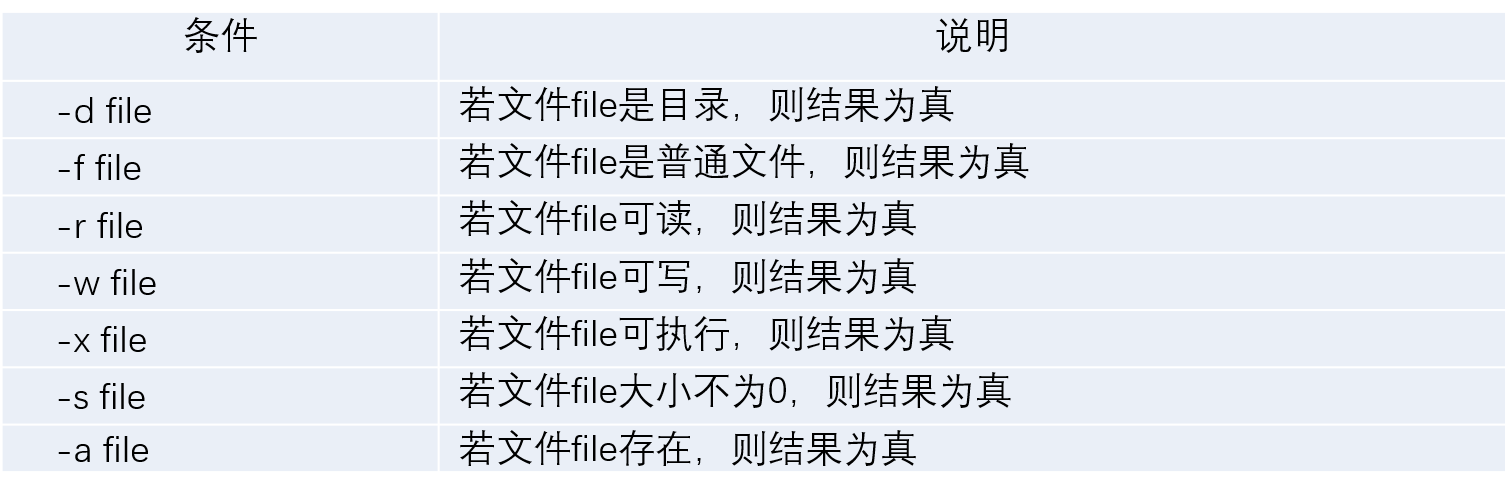 条件 说明
-d file 若文件file是目录，则结果为真
-f file 若文件file是普通文件，则结果为真
-r file 若文件file可读，则结果为真
-w file 若文件file可写，则结果为真
-x file 若文件file可执行，则结果为真
-s file 若文件file大小不为0，则结果为真
-a file 若文件file存在，则结果为真